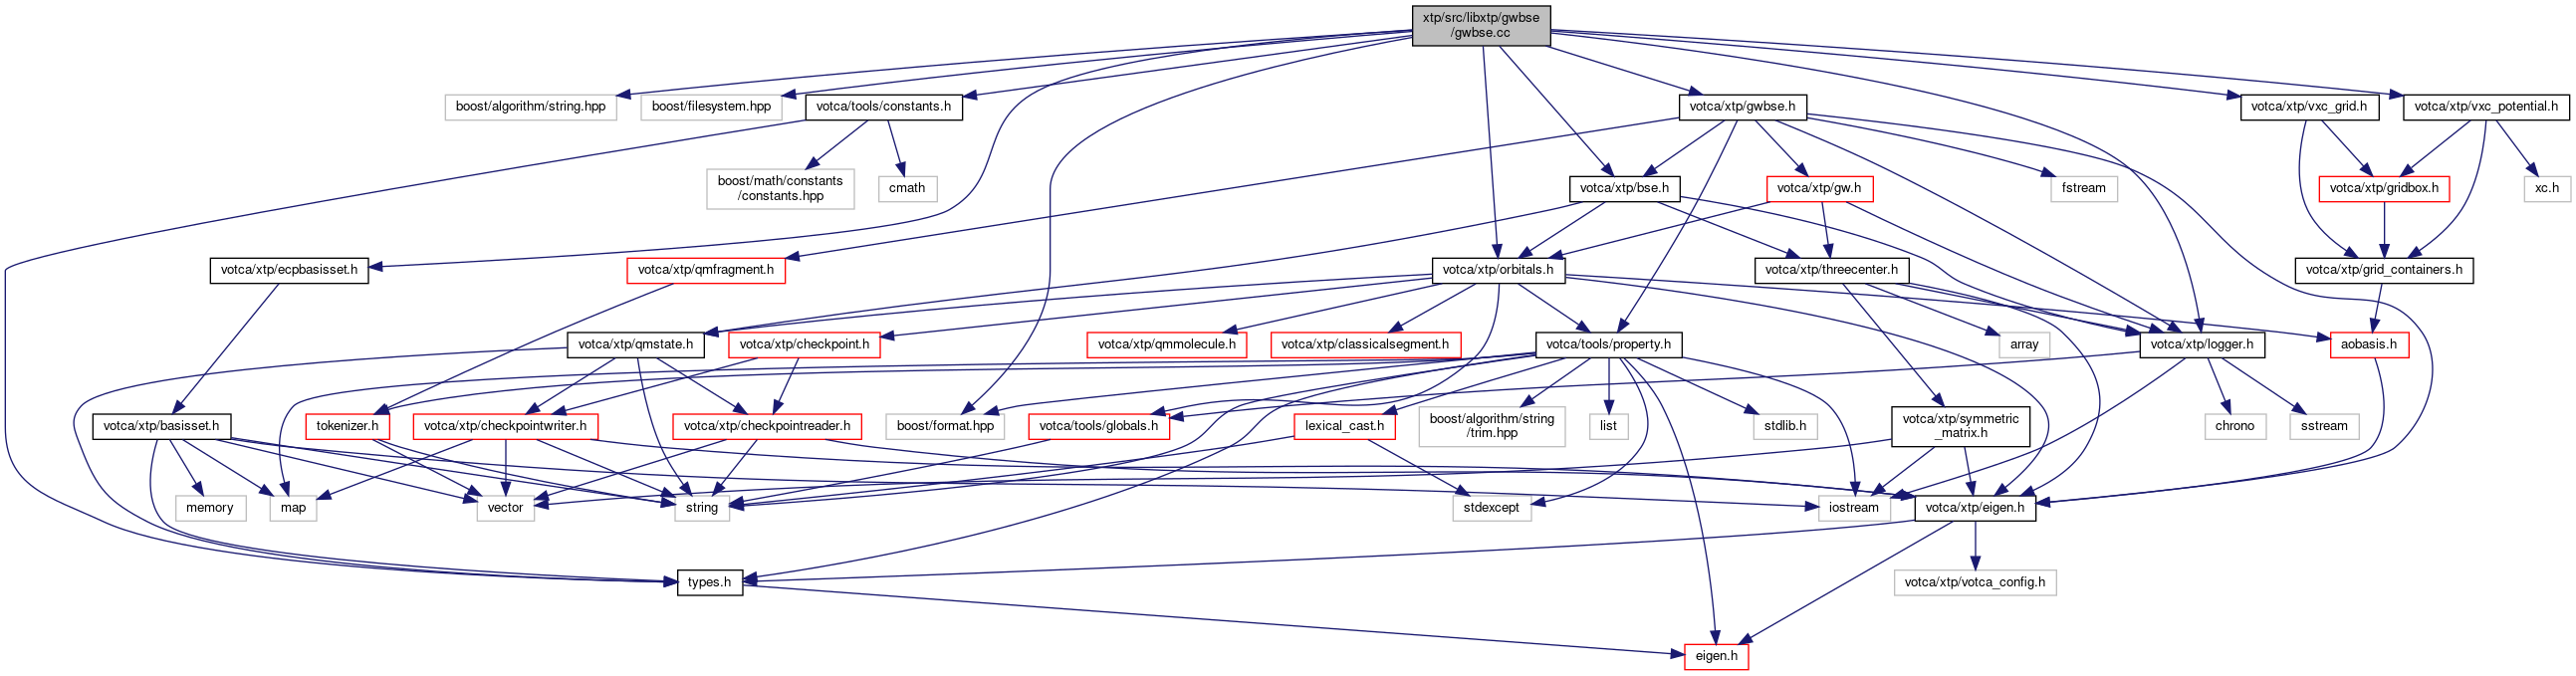 xtp/src/libxtp/gwbse
/gwbse.cc
boost/algorithm/string.hpp
boost/filesystem.hpp
votca/tools/constants.h
votca/xtp/gwbse.h
votca/xtp/vxc_grid.h
votca/xtp/vxc_potential.h
boost/math/constants
/constants.hpp
cmath
votca/xtp/bse.h
votca/xtp/gw.h
fstream
votca/xtp/gridbox.h
xc.h
votca/xtp/ecpbasisset.h
votca/xtp/qmfragment.h
votca/xtp/orbitals.h
votca/xtp/threecenter.h
votca/xtp/grid_containers.h
votca/xtp/qmstate.h
votca/xtp/checkpoint.h
votca/xtp/qmmolecule.h
votca/xtp/classicalsegment.h
votca/tools/property.h
array
votca/xtp/logger.h
aobasis.h
votca/xtp/basisset.h
tokenizer.h
votca/xtp/checkpointwriter.h
votca/xtp/checkpointreader.h
boost/format.hpp
votca/tools/globals.h
lexical_cast.h
boost/algorithm/string
/trim.hpp
list
stdlib.h
votca/xtp/symmetric
_matrix.h
chrono
sstream
memory
map
vector
string
stdexcept
iostream
votca/xtp/eigen.h
types.h
votca/xtp/votca_config.h
eigen.h